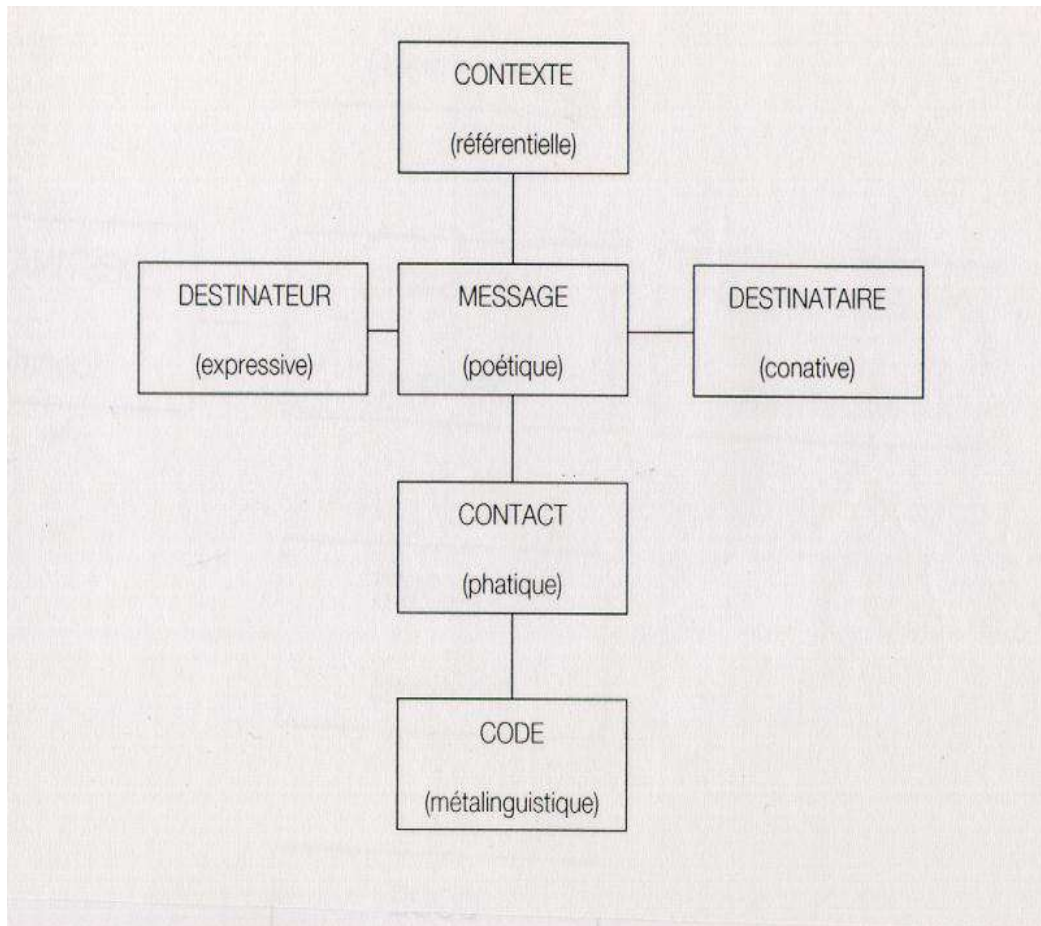 CONTEXTE
(référentielle)
DESTINATEUR
(expressive)
MESSAGE
(poétique)
DESTINATAIRE
(conative)
CONTACT
(phatique)
CODE
(métalinguistique)